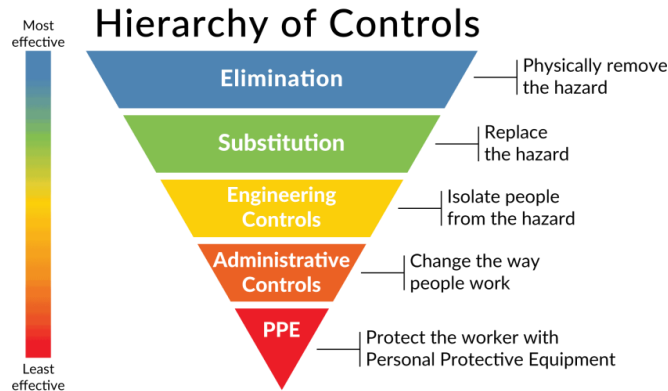 Hierarchy of Controls
Most
effective
Elimination
Physically remove
the hazard
Substitution
Replace
the hazard
Engineering
Controls
Isolate people
from the hazard
Administrative
Controls
Change the way
people work
PPE
Protect the worker with
Personal Protective Equipment
Least
effective